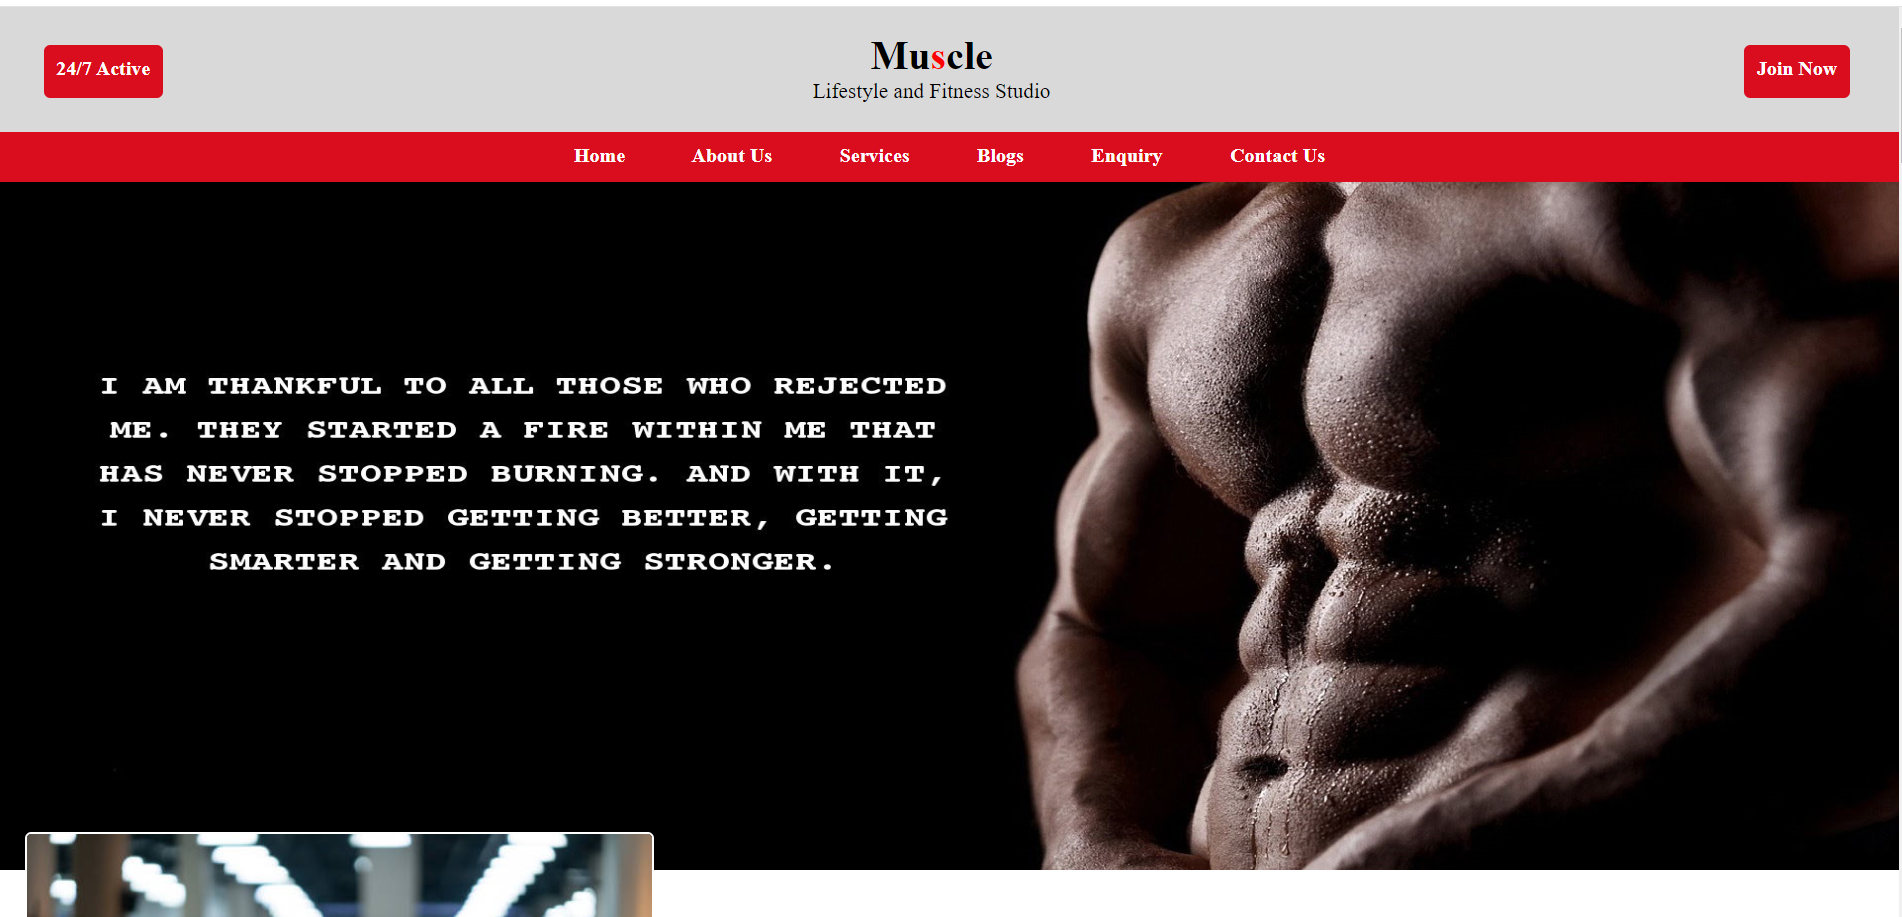 24/7 Active
Muscle
Lifestyle and Fitness Studio
Join Now
Home About Us Services Blogs Enquiry Contact Us
I AM THANKFUL TO ALL THOSE WHO REJECTED
ME. THEY STARTED A FIRE WITHIN ME THAT
HAS NEVER STOPPED BURNING. AND WITH IT,
I NEVER STOPPED GETTING BETTER, GETTING
SMARTER AND GETTING STRONGER.